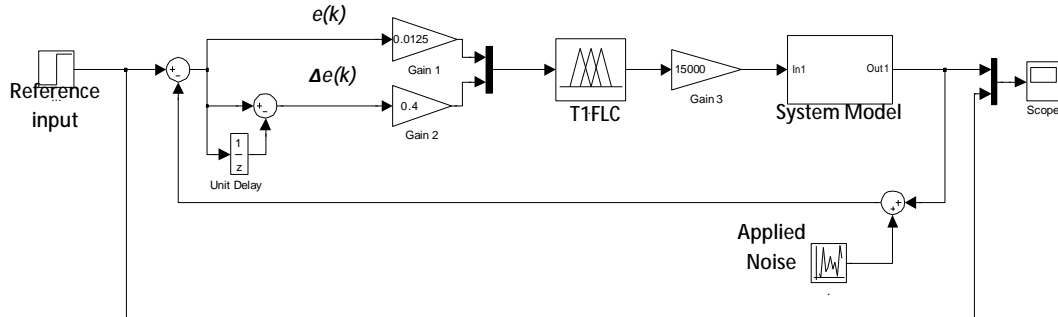 e(k)
0.0125
Gain 1
Reference
...
input
+
-
Δe(k)
+
-
0.4
Gain 2
1
z
Unit Delay
T1FLC
15000
Gain 3
In1
Out1
System Model
Scope
+
+
Applied
Noise
.